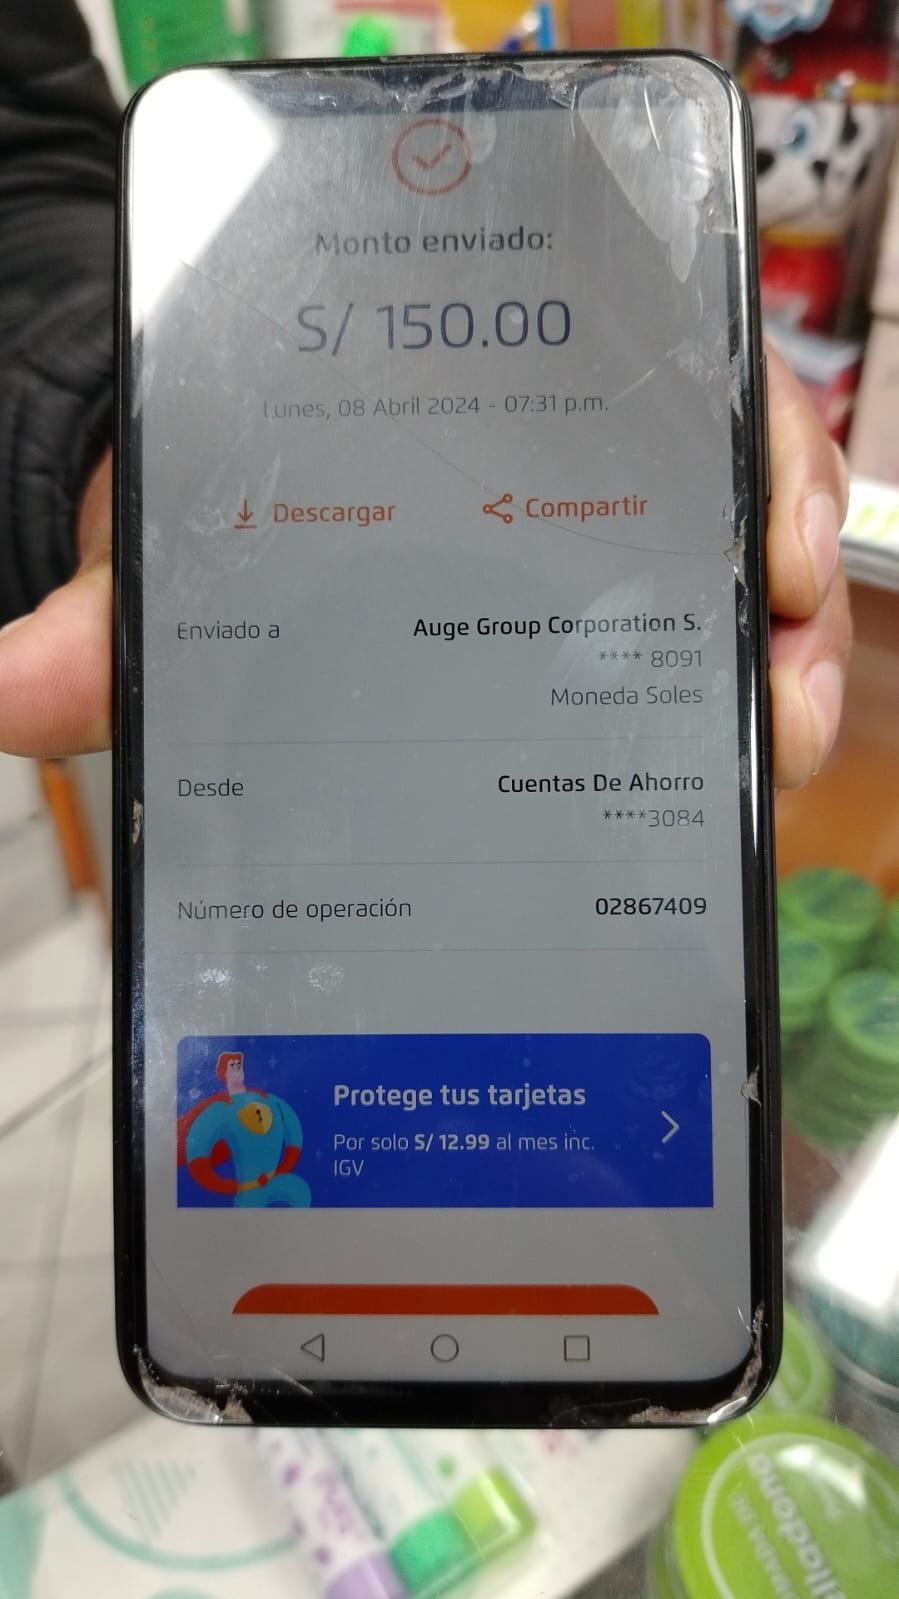 Monto enviado:
S/ 150.00
Lunes, 08 Abril 2024 - 07:31 p.m.
Descargar
Compartir
Enviado a
Auge Group Corporation S.
**** 8091
Moneda Soles
Desde
Cuentas De Ahorro
****3084
Número de operación
02867409
Protege tus tarjetas
Por solo S/ 12.99 al mes inc.
IGV